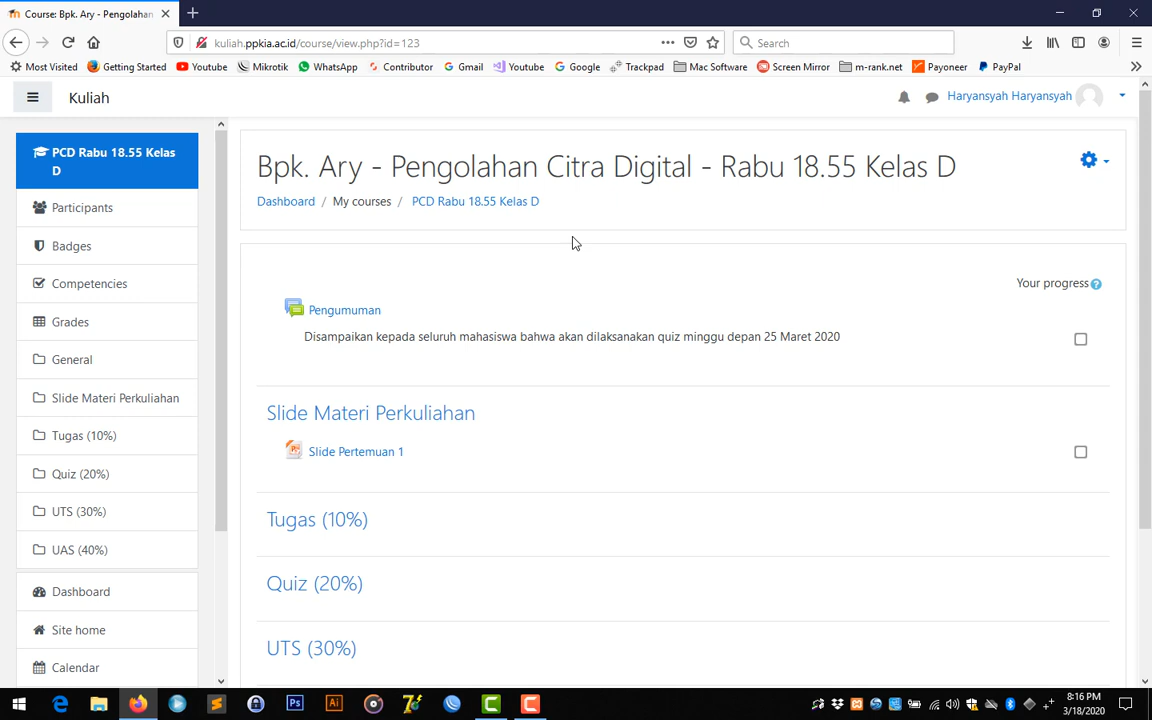 Course: Bpk. Ary - Pengolahan
kuliah.ppkia.ac.id/course/view.php?id=123
Search
Most Visited Getting Started Youtube Mikrotik WhatsApp Contributor Gmail Youtube Google Trackpad Mac Software Screen Mirror m-rank.net Payoneer PayPal
Kuliah
Haryansyah Haryansyah
PCD Rabu 18.55 Kelas
D
Participants
Badges
Competencies
Grades
General
Slide Materi Perkuliahan
Tugas (10%)
Quiz (20%)
UTS (30%)
UAS (40%)
Dashboard
Site home
Calendar
Bpk. Ary - Pengolahan Citra Digital - Rabu 18.55 Kelas D
Dashboard / My courses / PCD Rabu 18.55 Kelas D
Your progress
Pengumuman
Disampaikan kepada seluruh mahasiswa bahwa akan dilaksanakan quiz minggu depan 25 Maret 2020
Slide Materi Perkuliahan
Slide Pertemuan 1
Tugas (10%)
Quiz (20%)
UTS (30%)
8:16 PM
3/18/2020